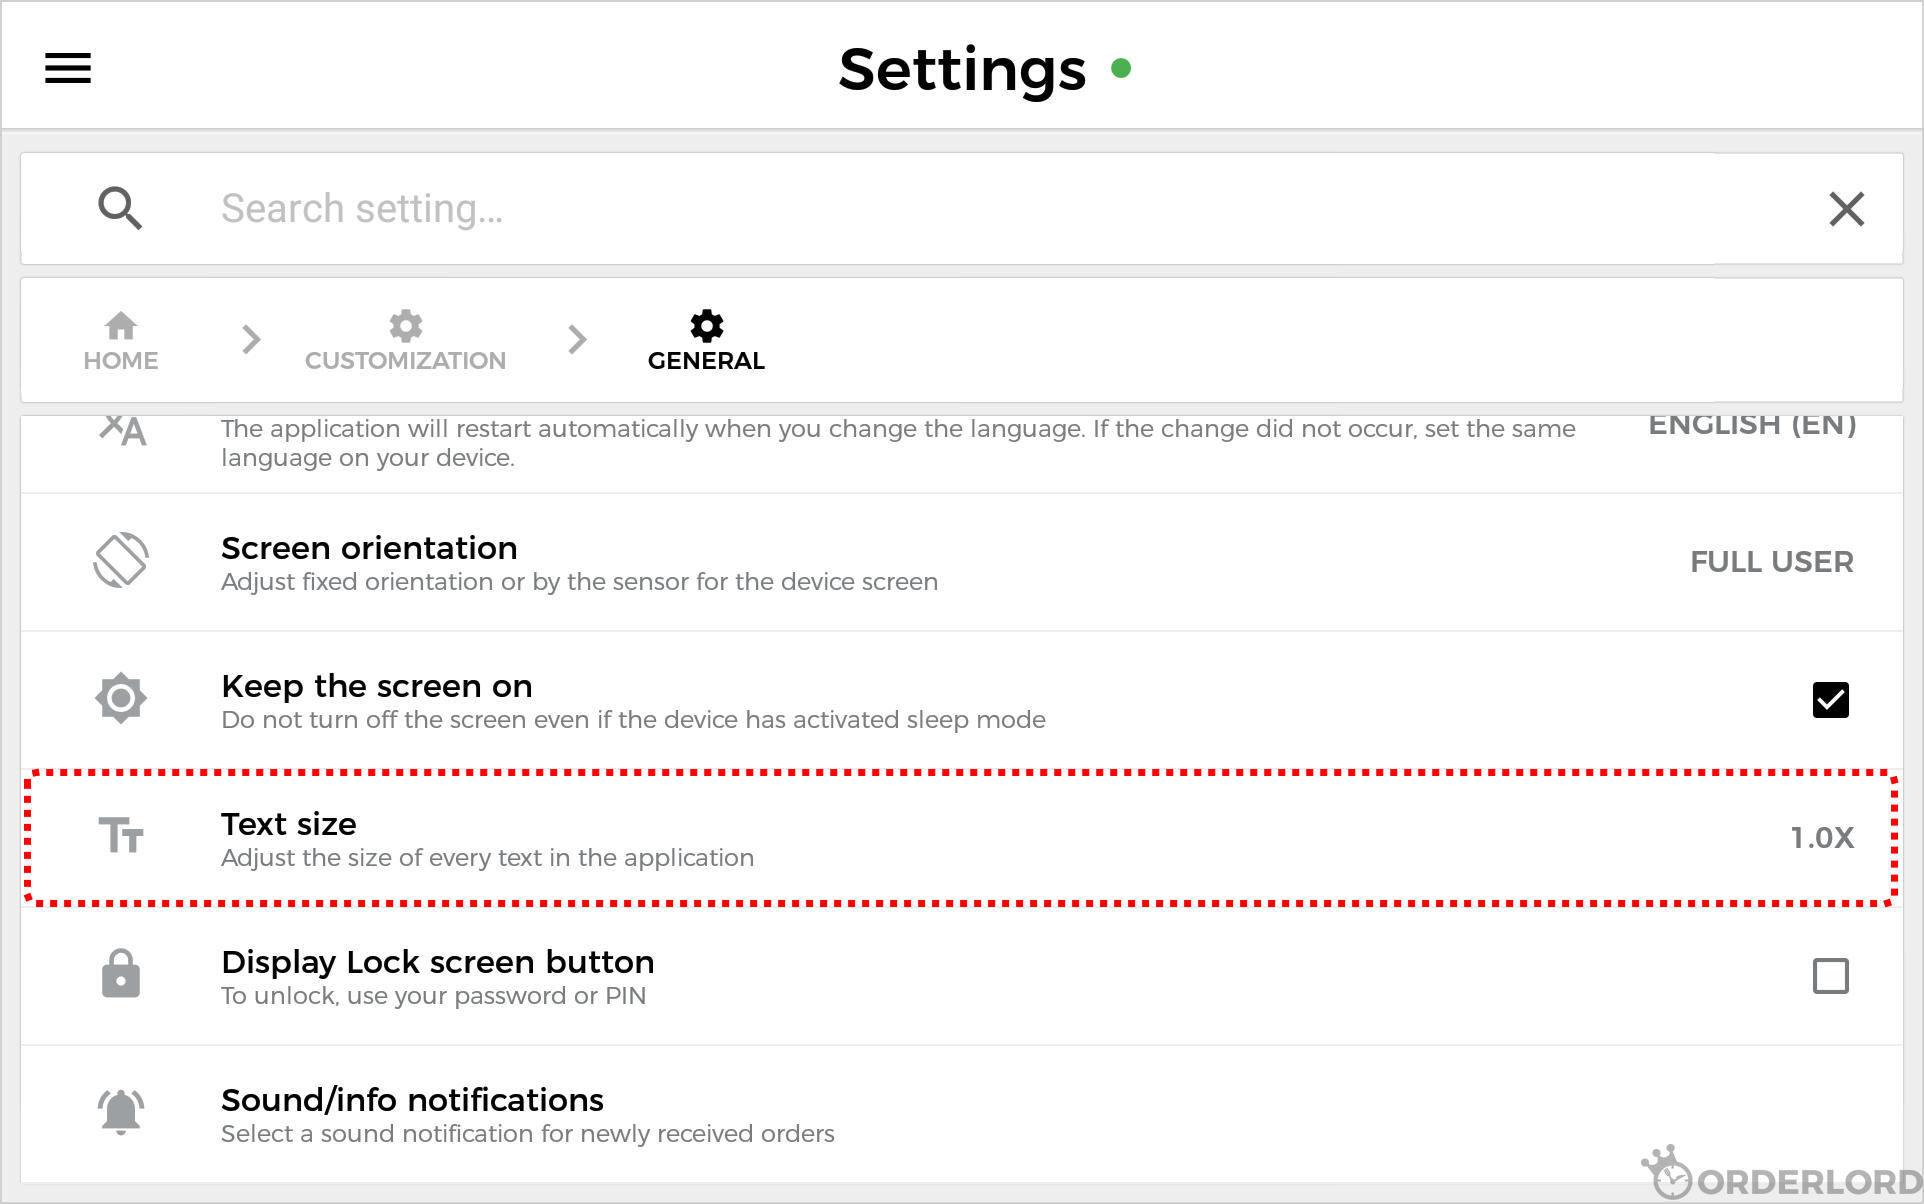 Settings
Search setting...
HOME
CUSTOMIZATION
GENERAL
The application will restart automatically when you change the language. If the change did not occur, set the same
language on your device.
ENGLISH (EN)
Screen orientation
Adjust fixed orientation or by the sensor for the device screen
FULL USER
Keep the screen on
Do not turn off the screen even if the device has activated sleep mode
Text size
Adjust the size of every text in the application
1.0X
Display Lock screen button
To unlock, use your password or PIN
Sound/info notifications
Select a sound notification for newly received orders
ORDERLORD